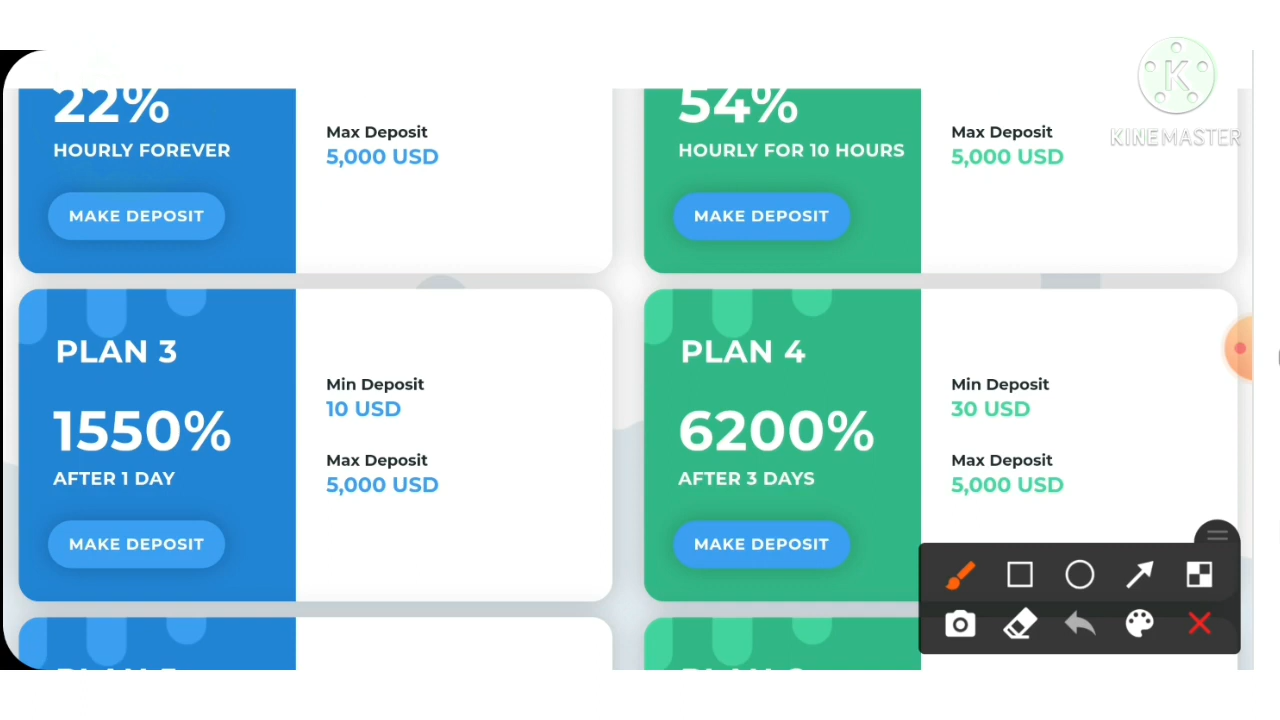 22%
HOURLY FOREVER
MAKE DEPOSIT
Max Deposit
5,000 USD
54%
HOURLY FOR 10 HOURS
MAKE DEPOSIT
Max Deposit
5,000 USD
KINEMASTER
PLAN 3
1550%
AFTER 1 DAY
MAKE DEPOSIT
Min Deposit
10 USD
Max Deposit
5,000 USD
PLAN 4
6200%
AFTER 3 DAYS
MAKE DEPOSIT
Min Deposit
30 USD
Max Deposit
5,000 USD